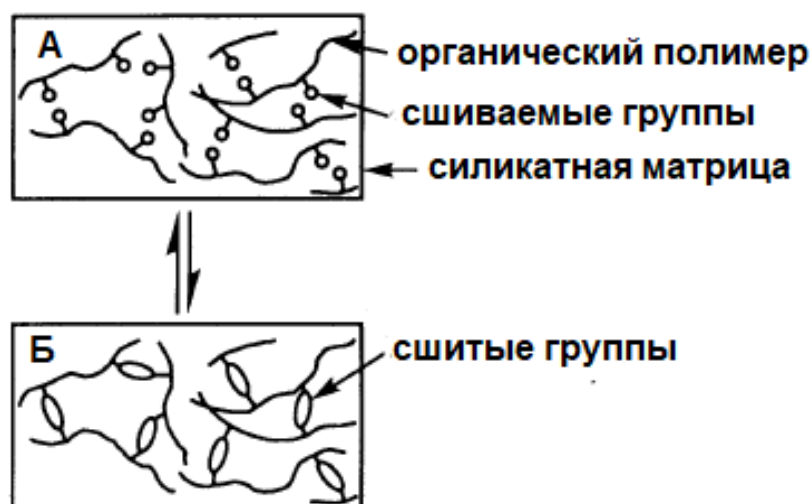 А
органический полимер
сшиваемые группы
силикатная матрица
Б
сшитые группы